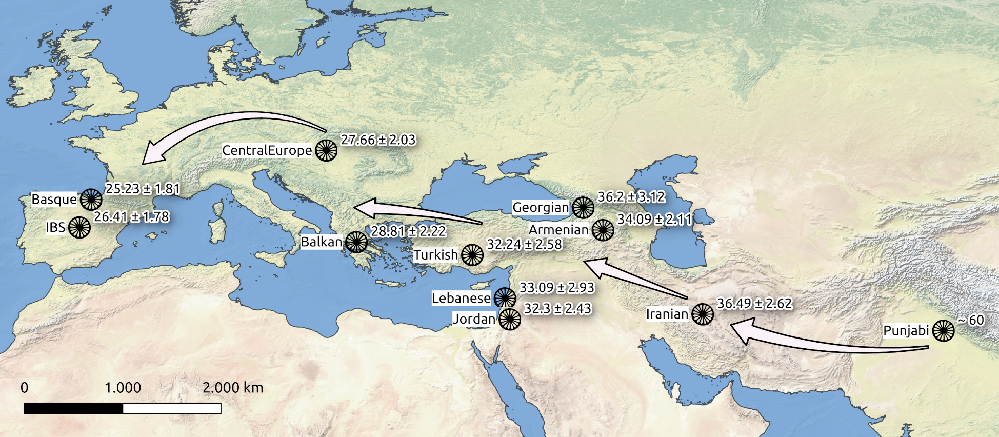 CentralEurope
27.66 ± 2.03
Basque
25.23 ± 1.81
IBS
26.41 ± 1.78
Georgian
36.2 ± 3.12
Armenian
34.09 ± 2.11
Balkan
28.81 ± 2.22
Turkish
32.24 ± 2.58
Lebanese
33.09 ± 2.93
Jordan
32.3 ± 2.43
Iranian
36.49 ± 2.62
Punjabi
~ 60
0 1.000 2.000 km